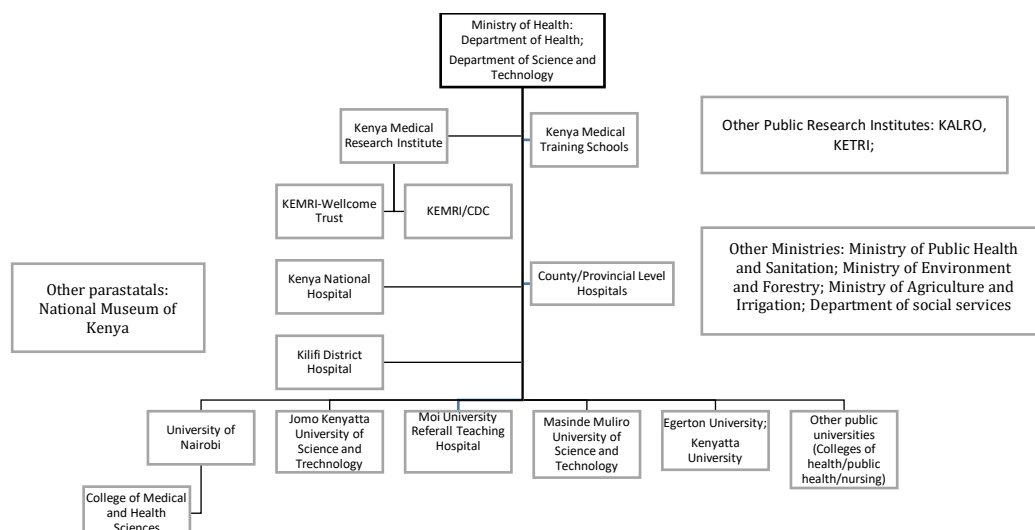 Ministry of Health:
Department of Health;
Department of Science and
Technology
Kenya Medical
Research Institute
Kenya Medical
Training Schools
Other Public Research Institutes: KALRO,
KETRI;
KEMRI-Wellcome
Trust
KEMRI/CDC
Other parastatals:
National Museum of
Kenya
Kenya National
Hospital
County/Provincial Level
Hospitals
Other Ministries: Ministry of Public Health
and Sanitation; Ministry of Environment
and Forestry; Ministry of Agriculture and
Irrigation; Department of social services
Kilifi District
Hospital
University of
Nairobi
Jomo Kenyatta
University of
Science and
Trechnology
Moi University
Referall Teaching
Hospital
Masinde Muliro
University of
Science and
Technology
Egerton University;
Kenyatta
University
Other public
universities
(Colleges of
health/public
health/nursing)
College of Medical
and Health
Sciences